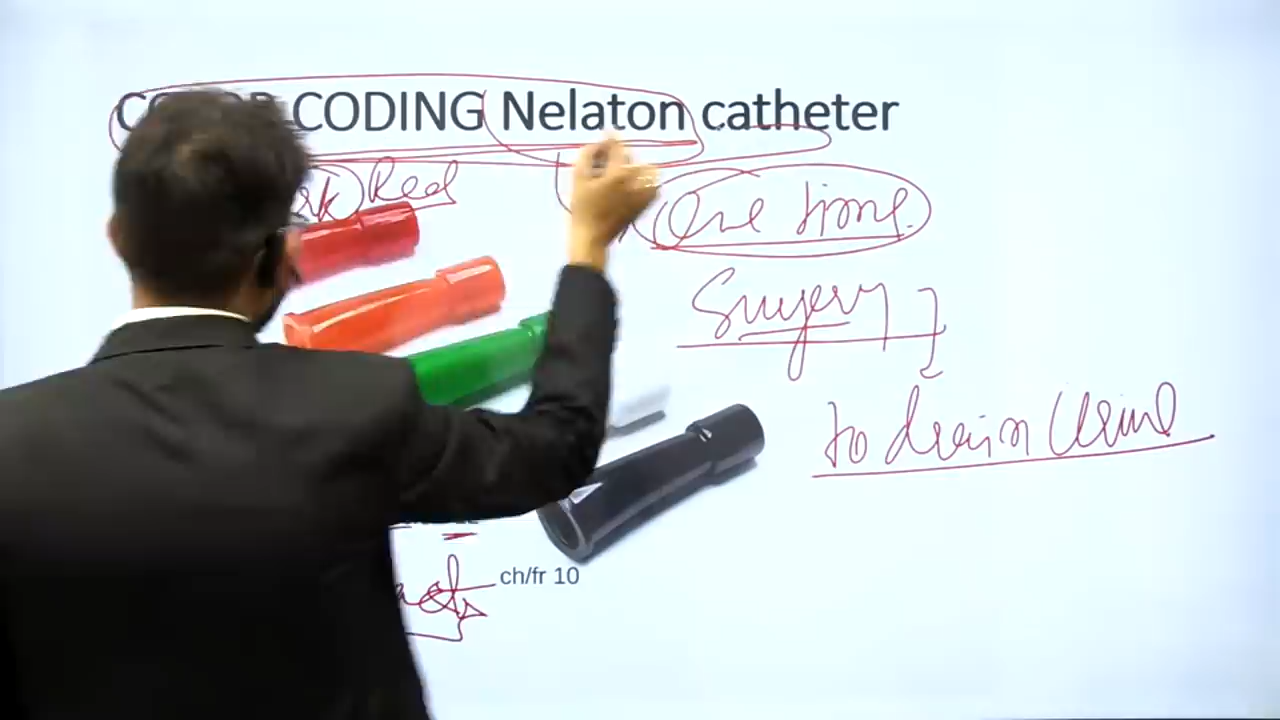 CODING Nelaton catheter
Red
One time
Surgery
to drain Urine
ch/fr 10